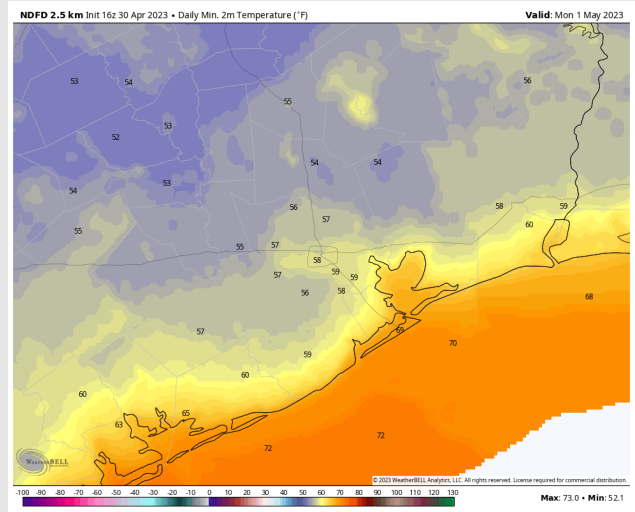 NDFD 2.5 km Init 16z 30 Apr 2023 • Daily Min. 2m Temperature (°F) Valid: Mon 1 May 2023
53 54 56
55
53
52
54 54
53
54
56 58 59
57 60
55
55 57
58
59 59
57
56 58 68
69
57 70
59
60
60
65
63
72
72
WeatherBELL
© 2023 WeatherBELL Analytics, LLC. All rights reserved. License required for commercial distribution.
-100 -90 -80 -70 -60 -50 -40 -30 -20 -10 0 10 20 30 40 50 60 70 80 90 100 110 120 130
Max: 73.0 • Min: 52.1